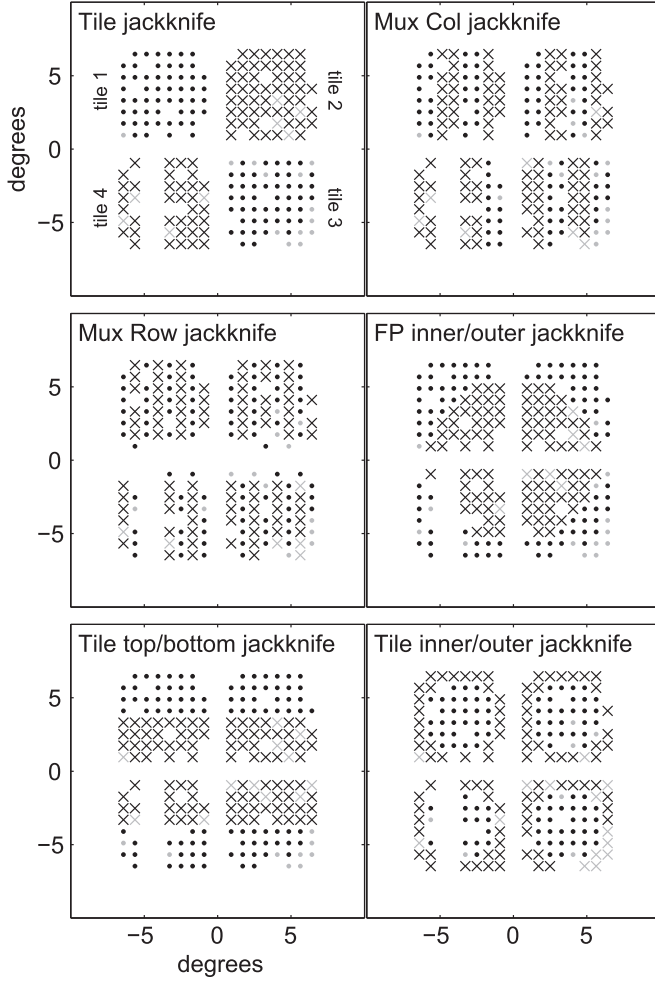 Tile jackknife
Mux Col jackknife
degrees
5
0
−5
tile 1
tile 2
tile 4
tile 3
Mux Row jackknife
FP inner/outer jackknife
5
0
−5
Tile top/bottom jackknife
Tile inner/outer jackknife
5
0
−5
−5 0 5
−5 0 5
degrees